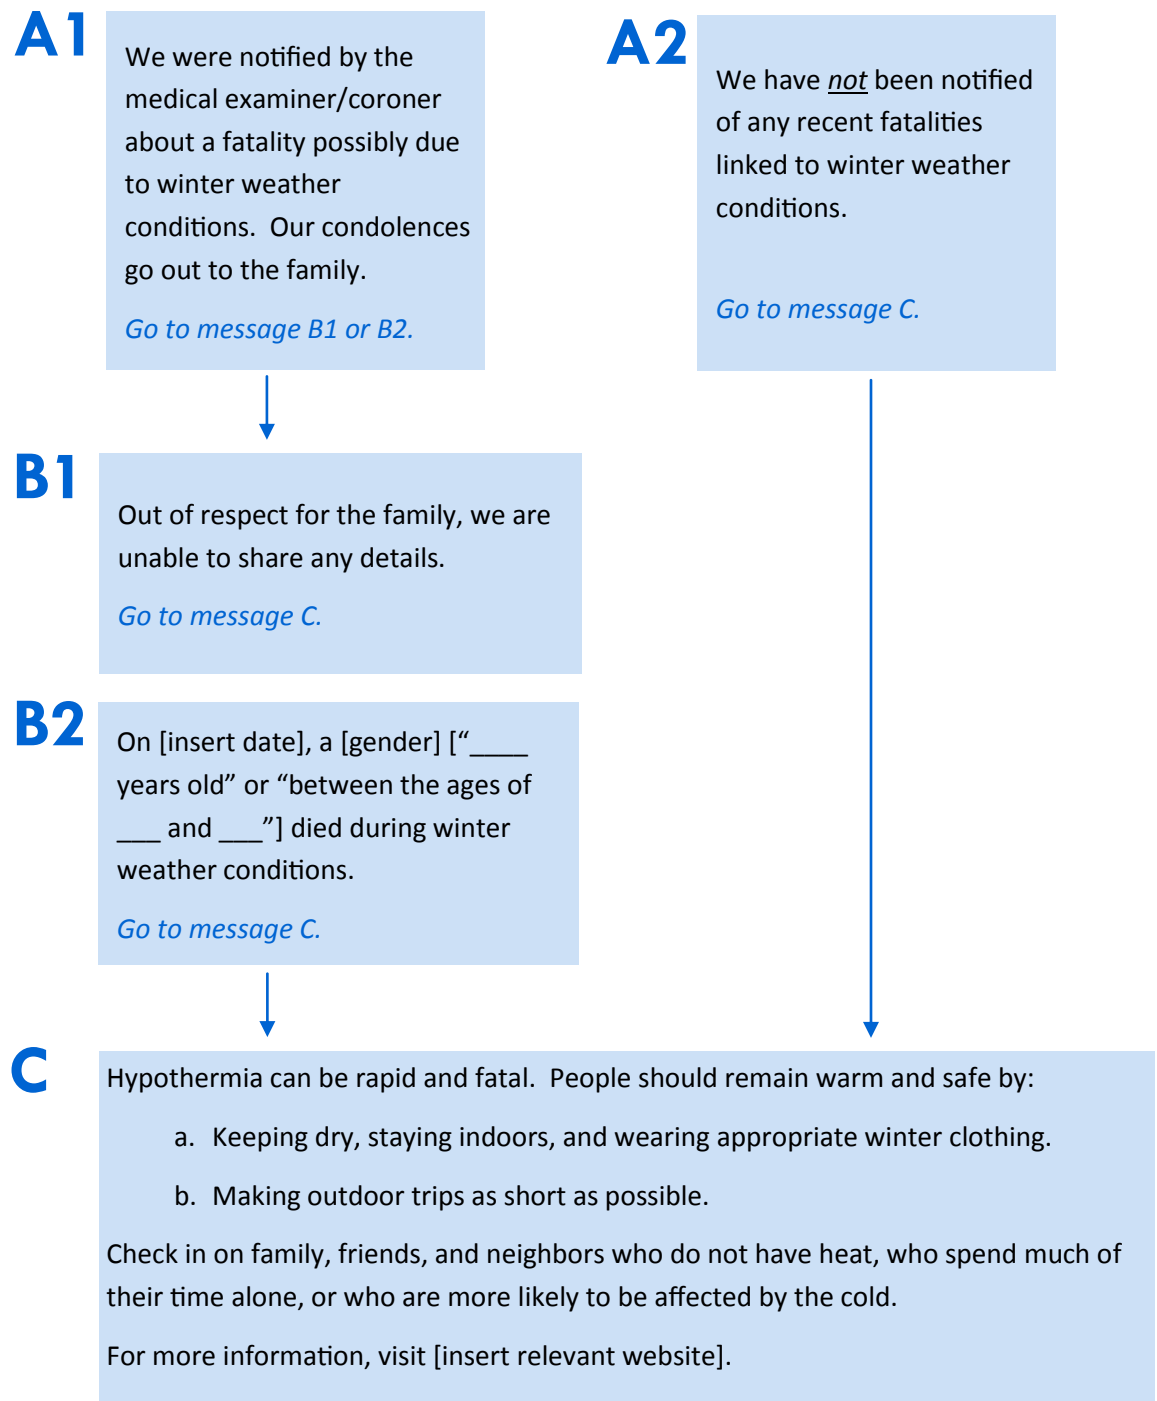 A1
We were notified by the
medical examiner/coroner
about a fatality possibly due
to winter weather
conditions.  Our condolences
go out to the family.
Go to message B1 or B2.
A2
We have not been notified
of any recent fatalities
linked to winter weather
conditions.
Go to message C.
B1
Out of respect for the family, we are
unable to share any details.
Go to message C.
B2
On [insert date], a [gender] [“____
years old” or “between the ages of
___ and ___”] died during winter
weather conditions.
Go to message C.
C
Hypothermia can be rapid and fatal.  People should remain warm and safe by:
a. Keeping dry, staying indoors, and wearing appropriate winter clothing.
b. Making outdoor trips as short as possible.
Check in on family, friends, and neighbors who do not have heat, who spend much of
their time alone, or who are more likely to be affected by the cold.
For more information, visit [insert relevant website].